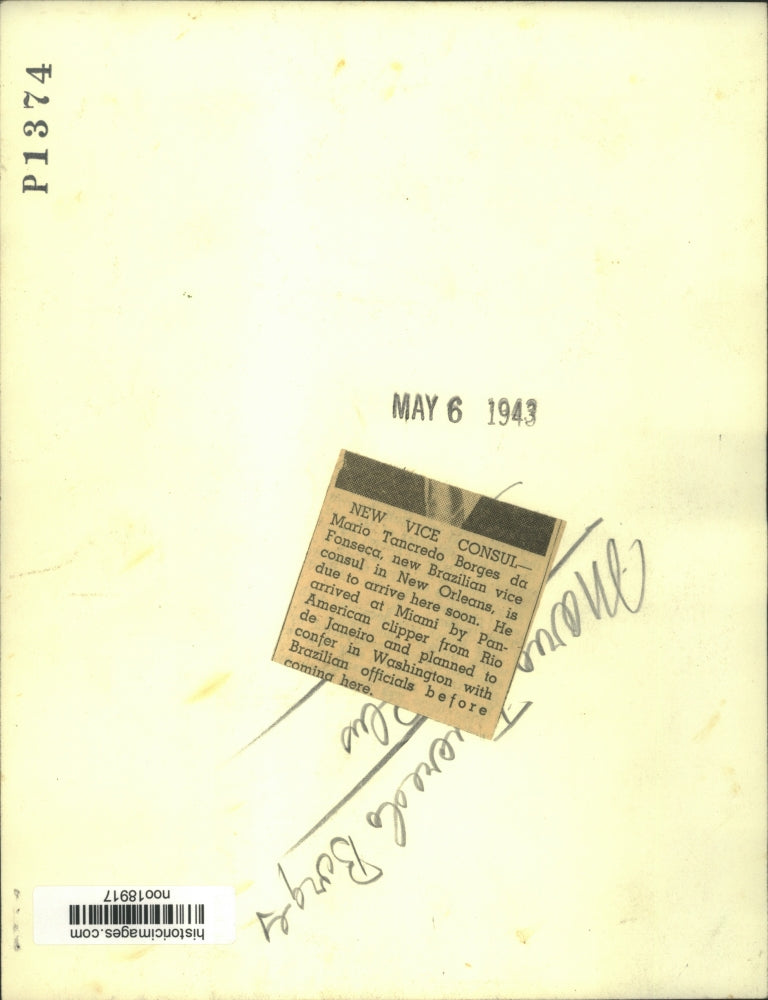 P1374
MAY 6 1943
NEW VICE CONSUL—
Mario Tancredo Borges da
Fonseca, new Brazilian vice
consul in New Orleans, is
due to arrive here soon. He
arrived at Miami by Pan-
American clipper from Rio
de Janeiro and planned to
confer in Washington with
Brazilian officials before
coming here.
Mario
Borges
noo18917
historicimages.com